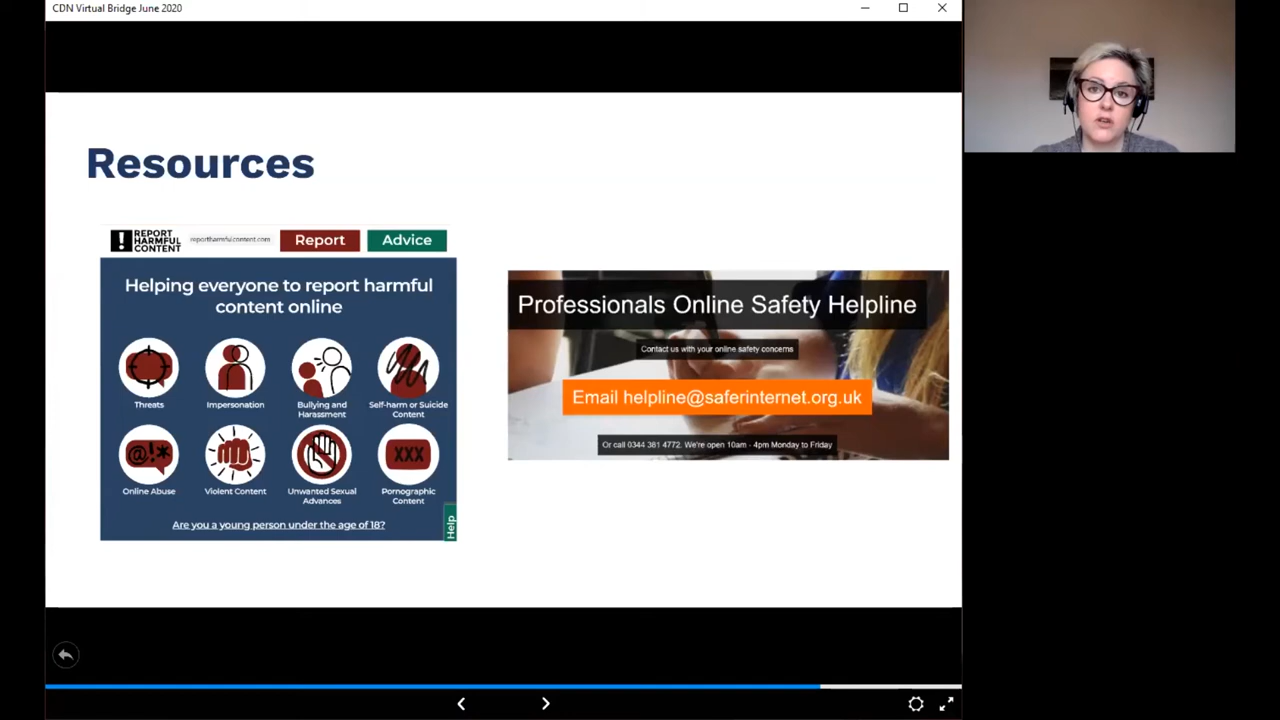 CDN Virtual Bridge June 2020
Resources
REPORT
HARMFUL
CONTENT
reportharmfulcontent.com
Report
Advice
Helping everyone to report harmful
content online
Threats
Impersonation
Bullying and
Harassment
Self-harm or Suicide
Content
@!*
XXX
Online Abuse
Violent Content
Unwanted Sexual
Advances
Pornographic
Content
Are you a young person under the age of 18?
Help
Professionals Online Safety Helpline
Contact us with your online safety concerns
Email helpline@saferinternet.org.uk
Or call 0344 381 4772. We're open 10am - 4pm Monday to Friday